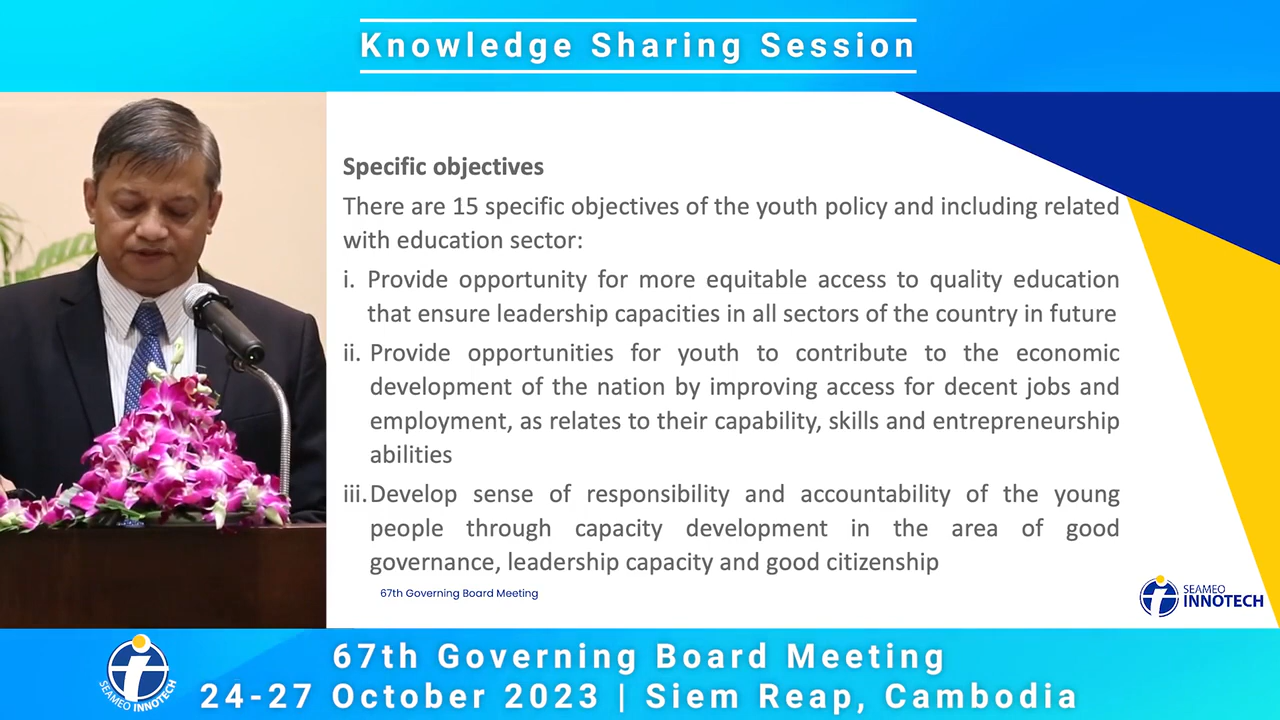 Knowledge Sharing Session
Specific objectives
There are 15 specific objectives of the youth policy and including related
with education sector:
i. Provide opportunity for more equitable access to quality education
that ensure leadership capacities in all sectors of the country in future
ii. Provide opportunities for youth to contribute to the economic
development of the nation by improving access for decent jobs and
employment, as relates to their capability, skills and entrepreneurship
abilities
iii. Develop sense of responsibility and accountability of the young
people through capacity development in the area of good
governance, leadership capacity and good citizenship
67th Governing Board Meeting
SEAMEO
INNOTECH
SEAMEO INNOTECH
67th Governing Board Meeting
24-27 October 2023 | Siem Reap, Cambodia